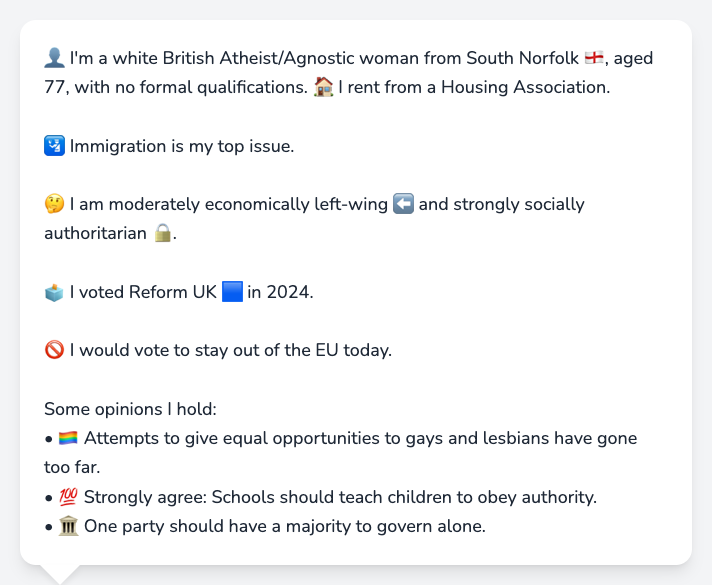 👤 I'm a white British Atheist/Agnostic woman from South Norfolk 🏴󠁧󠁢󠁥󠁮󠁧󠁿, aged
77, with no formal qualifications. 🏠 I rent from a Housing Association.
🛂 Immigration is my top issue.
🤔 I am moderately economically left-wing ⬅️ and strongly socially
authoritarian 🔒.
🗳️ I voted Reform UK 🟦 in 2024.
🚫 I would vote to stay out of the EU today.
Some opinions I hold:
• 🏳️‍🌈 Attempts to give equal opportunities to gays and lesbians have gone
too far.
• 💯 Strongly agree: Schools should teach children to obey authority.
• 🏛️ One party should have a majority to govern alone.